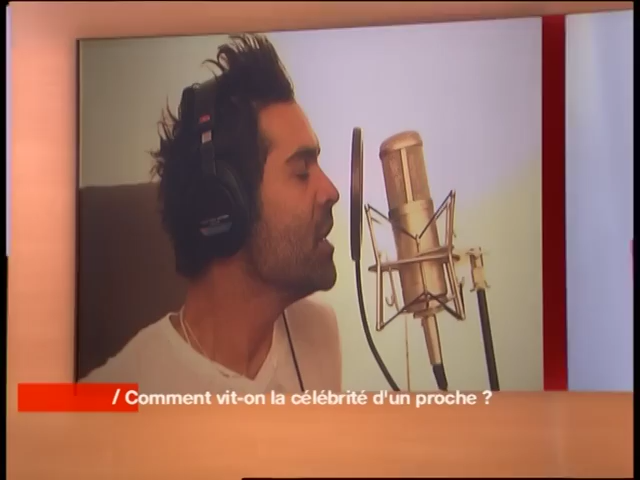 / Comment vit-on la célébrité d'un proche ?